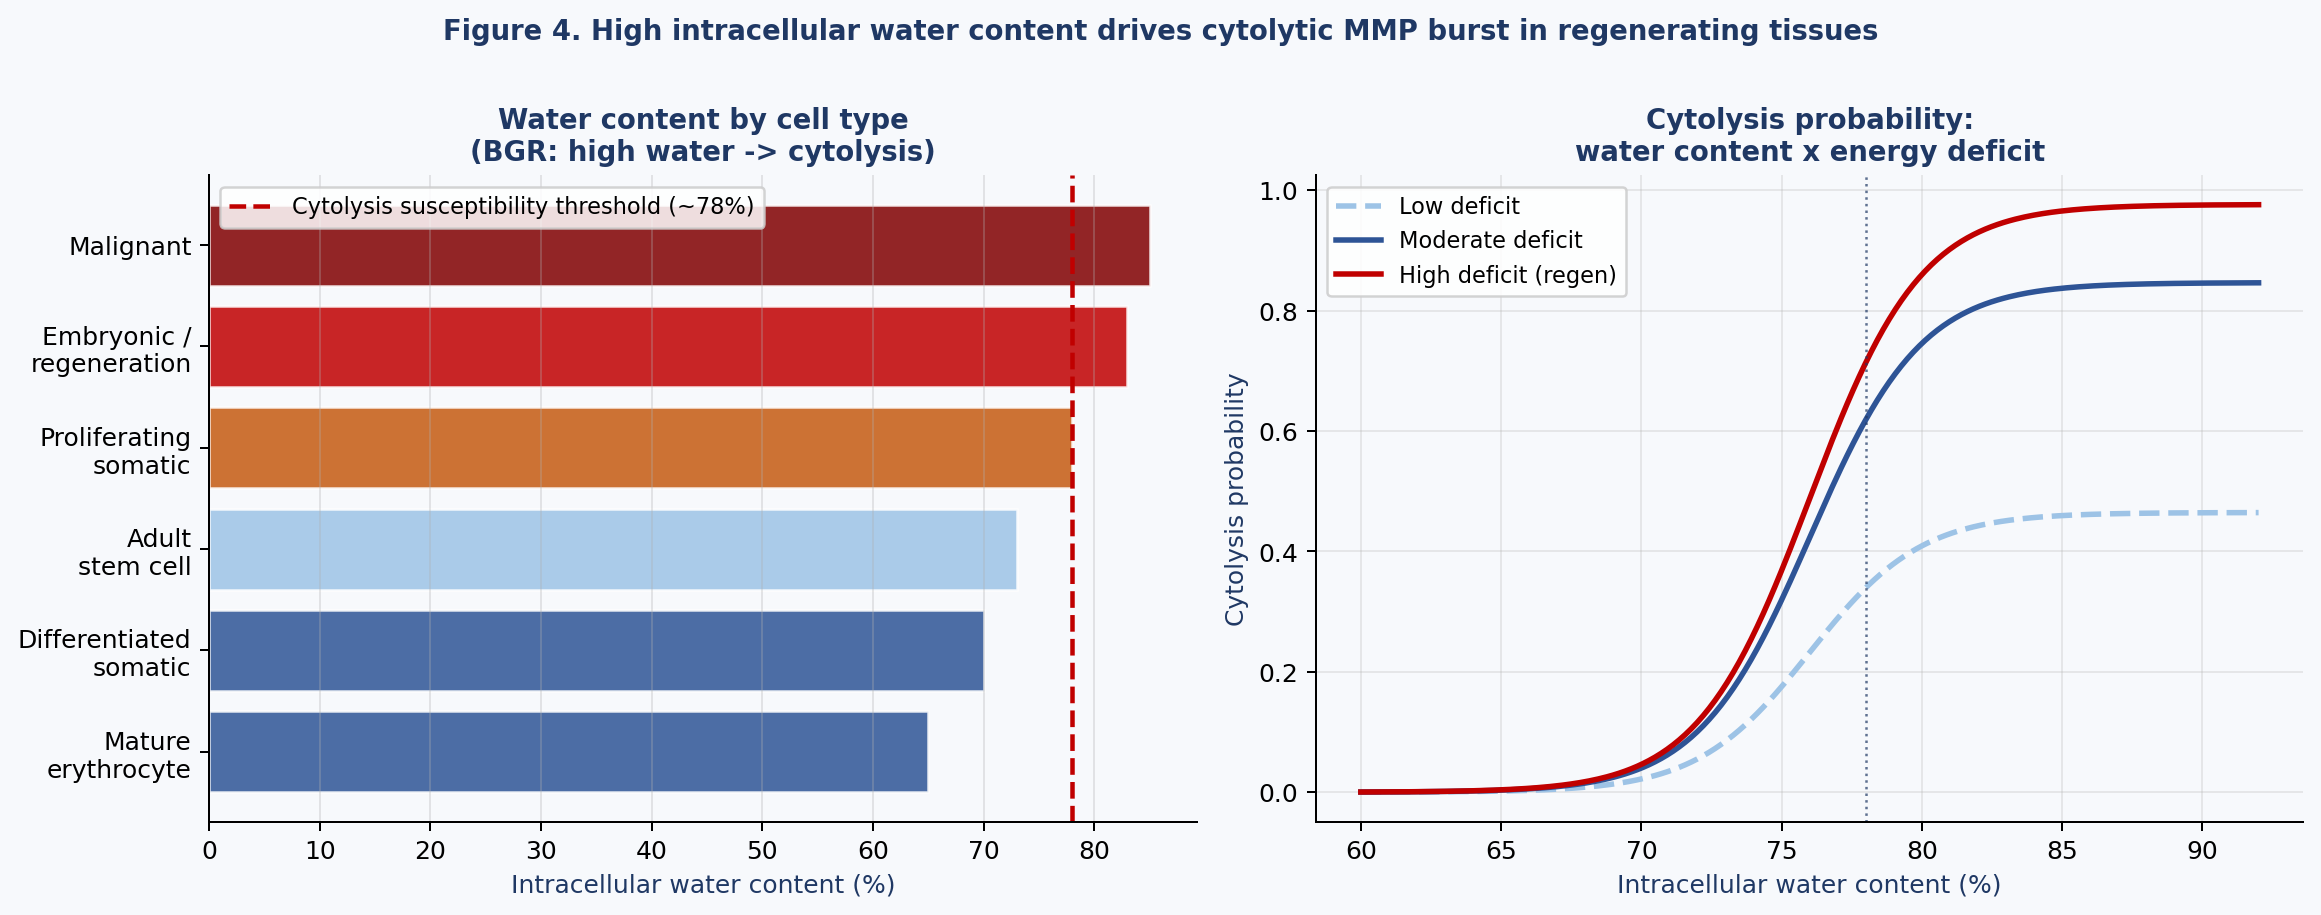 Figure 4. High intracellular water content drives cytolytic MMP burst in regenerating tissues
Water content by cell type
(BGR: high water -> cytolysis)
Cytolysis susceptibility threshold (~78%)
Malignant
Embryonic /
regeneration
Proliferating
somatic
Adult
stem cell
Differentiated
somatic
Mature
erythrocyte
0 10 20 30 40 50 60 70 80
Intracellular water content (%)
Cytolysis probability:
water content x energy deficit
Low deficit
Moderate deficit
High deficit (regen)
Cytolysis probability
1.0
0.8
0.6
0.4
0.2
0.0
60 65 70 75 80 85 90
Intracellular water content (%)